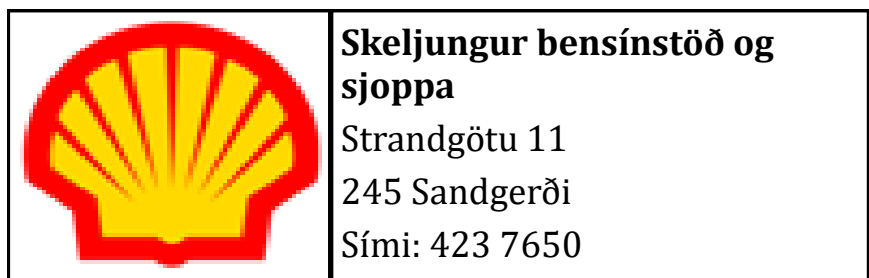 Skeljungur bensínstöð og
sjoppa
Strandgötu 11
245 Sandgerði
Sími: 423 7650